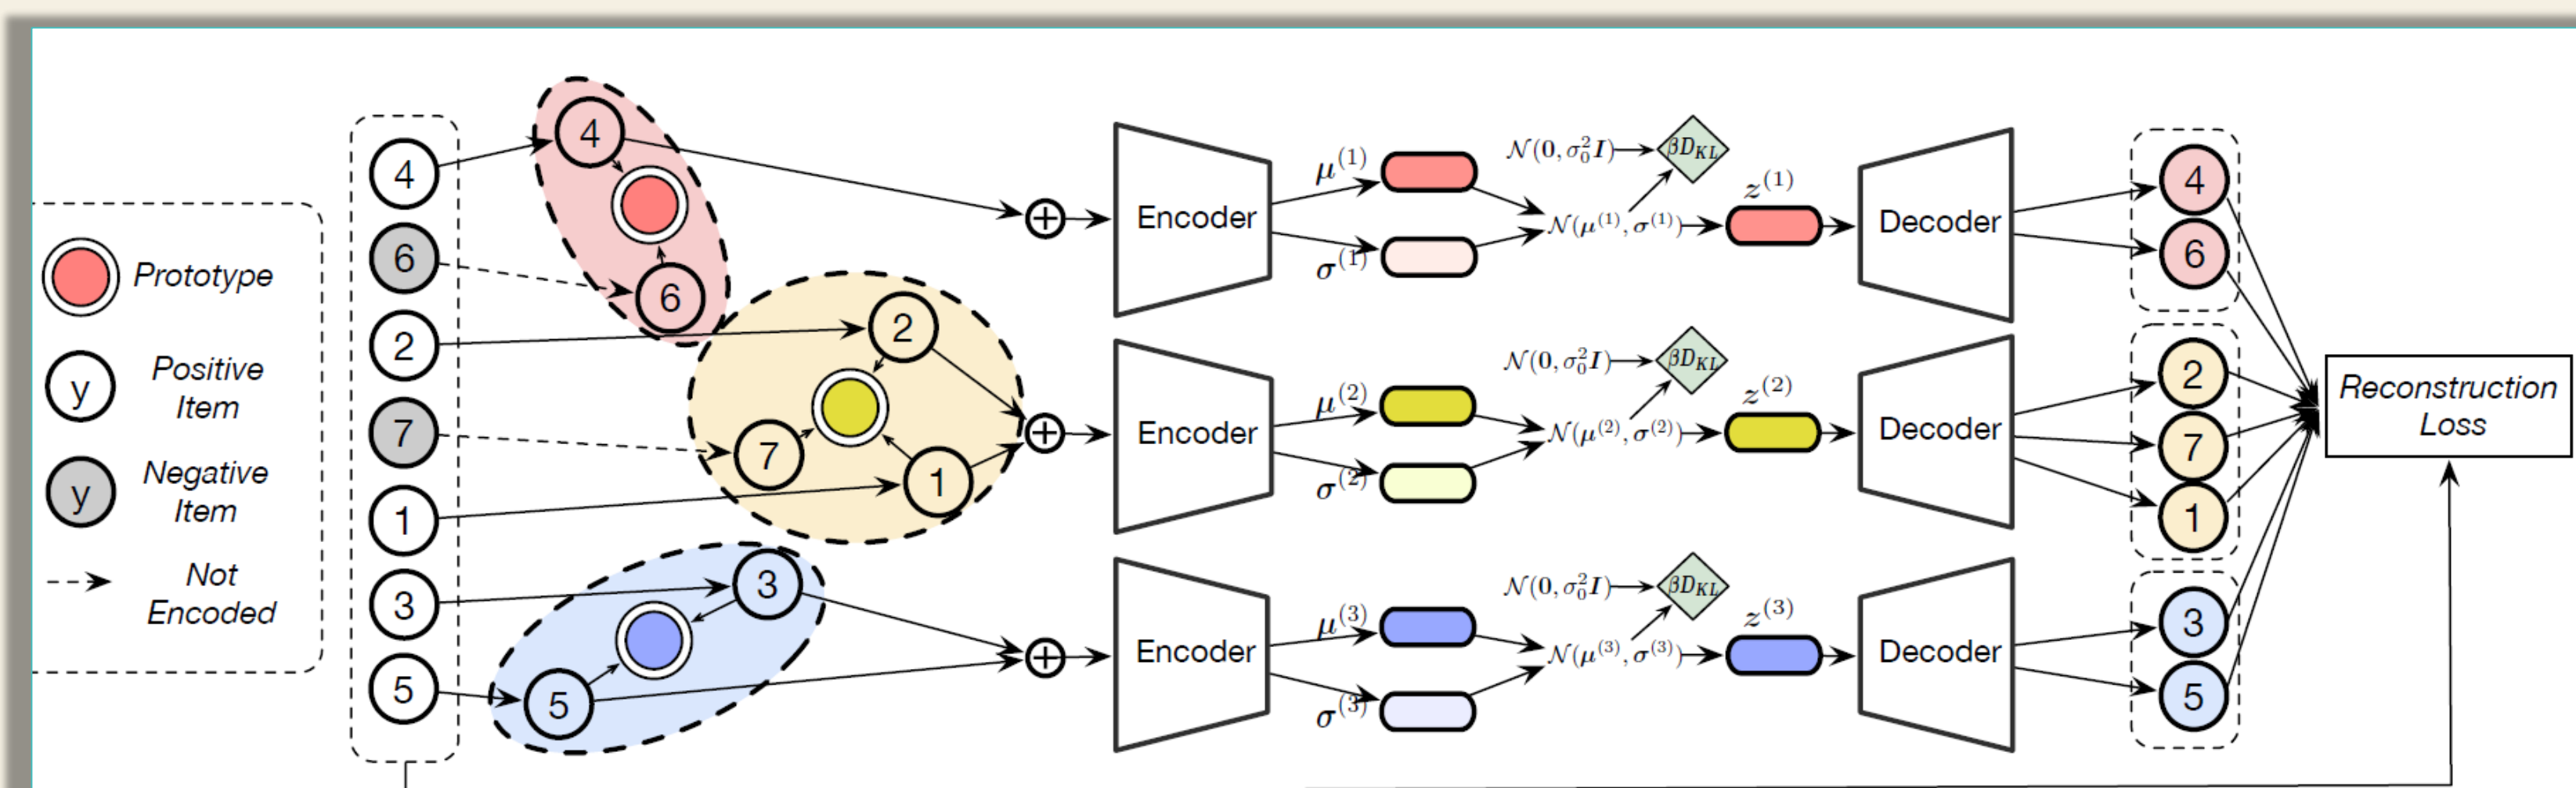 Prototype
y
Positive
Item
y
Negative
Item
Not
Encoded
4
6
2
7
1
3
5
4
6
2
7
1
3
5
Encoder
μ(1)
σ(1)
N(0, σ₀²I)
βD_KL
N(μ(1), σ(1))
z(1)
Decoder
4
6
Encoder
μ(2)
σ(2)
N(0, σ₀²I)
βD_KL
N(μ(2), σ(2))
z(2)
Decoder
2
7
1
Encoder
μ(3)
σ(3)
N(0, σ₀²I)
βD_KL
N(μ(3), σ(3))
z(3)
Decoder
3
5
Reconstruction
Loss